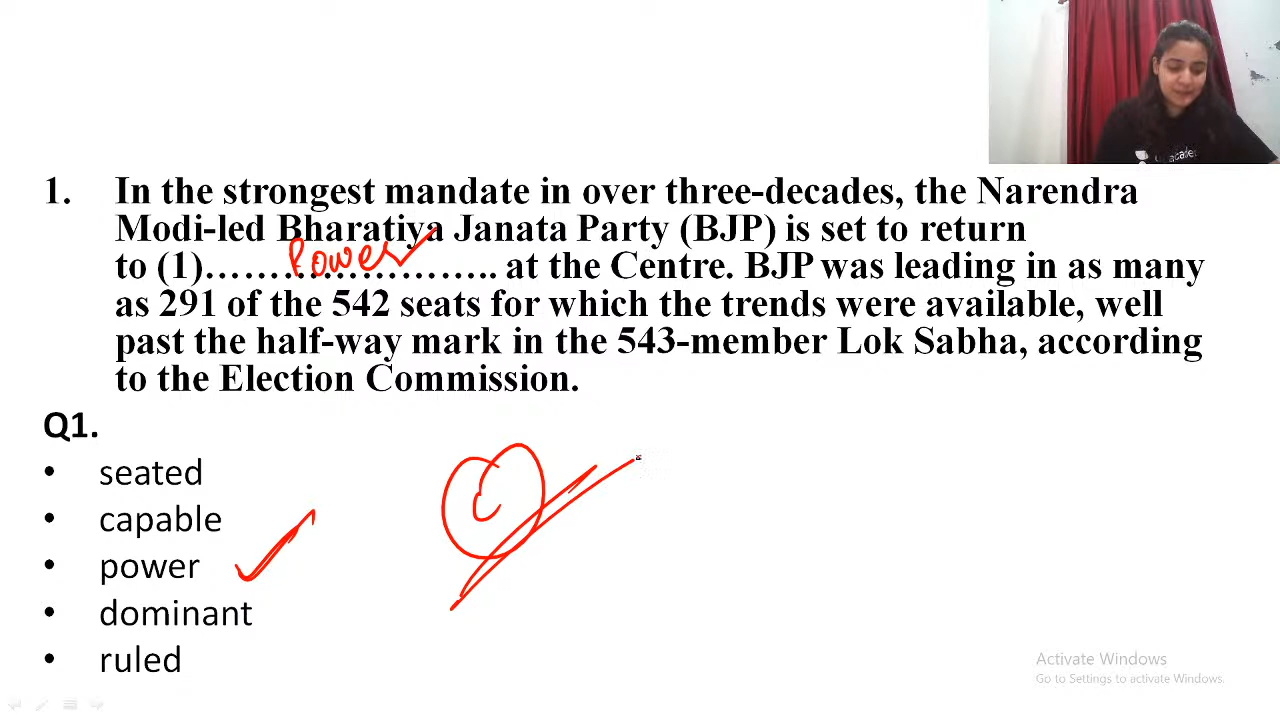 1. In the strongest mandate in over three-decades, the Narendra
Modi-led Bharatiya Janata Party (BJP) is set to return
Power
to (1)…………………….. at the Centre. BJP was leading in as many
as 291 of the 542 seats for which the trends were available, well
past the half-way mark in the 543-member Lok Sabha, according
to the Election Commission.
Q1.
• seated
• capable
• power
• dominant
• ruled
C
Activate Windows
Go to Settings to activate Windows.